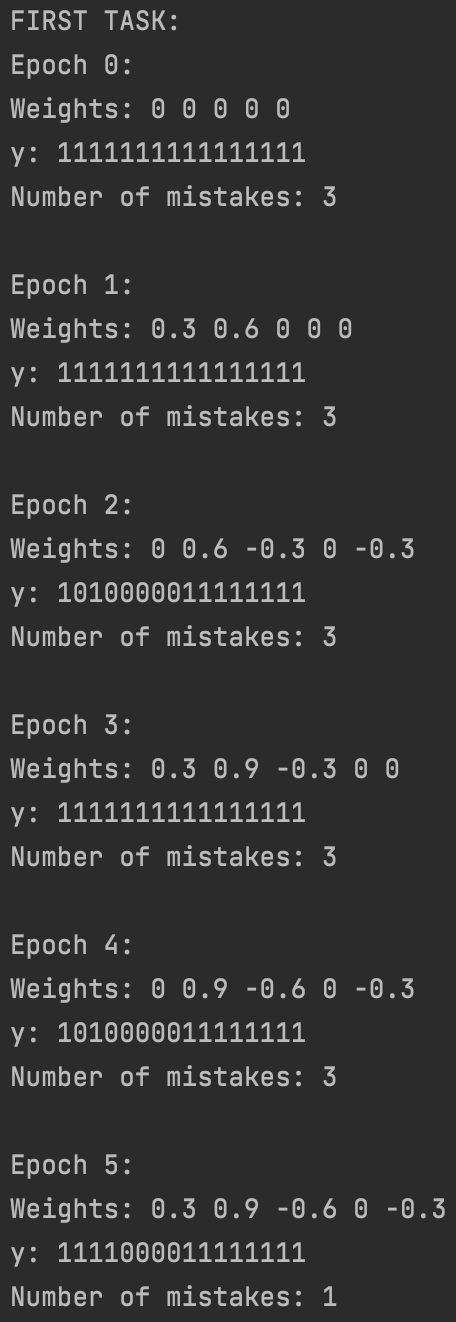 FIRST TASK:
Epoch 0:
Weights: 0 0 0 0 0
y: 1111111111111111
Number of mistakes: 3
Epoch 1:
Weights: 0.3 0.6 0 0 0
y: 1111111111111111
Number of mistakes: 3
Epoch 2:
Weights: 0 0.6 -0.3 0 -0.3
y: 1010000011111111
Number of mistakes: 3
Epoch 3:
Weights: 0.3 0.9 -0.3 0 0
y: 1111111111111111
Number of mistakes: 3
Epoch 4:
Weights: 0 0.9 -0.6 0 -0.3
y: 1010000011111111
Number of mistakes: 3
Epoch 5:
Weights: 0.3 0.9 -0.6 0 -0.3
y: 1111000011111111
Number of mistakes: 1